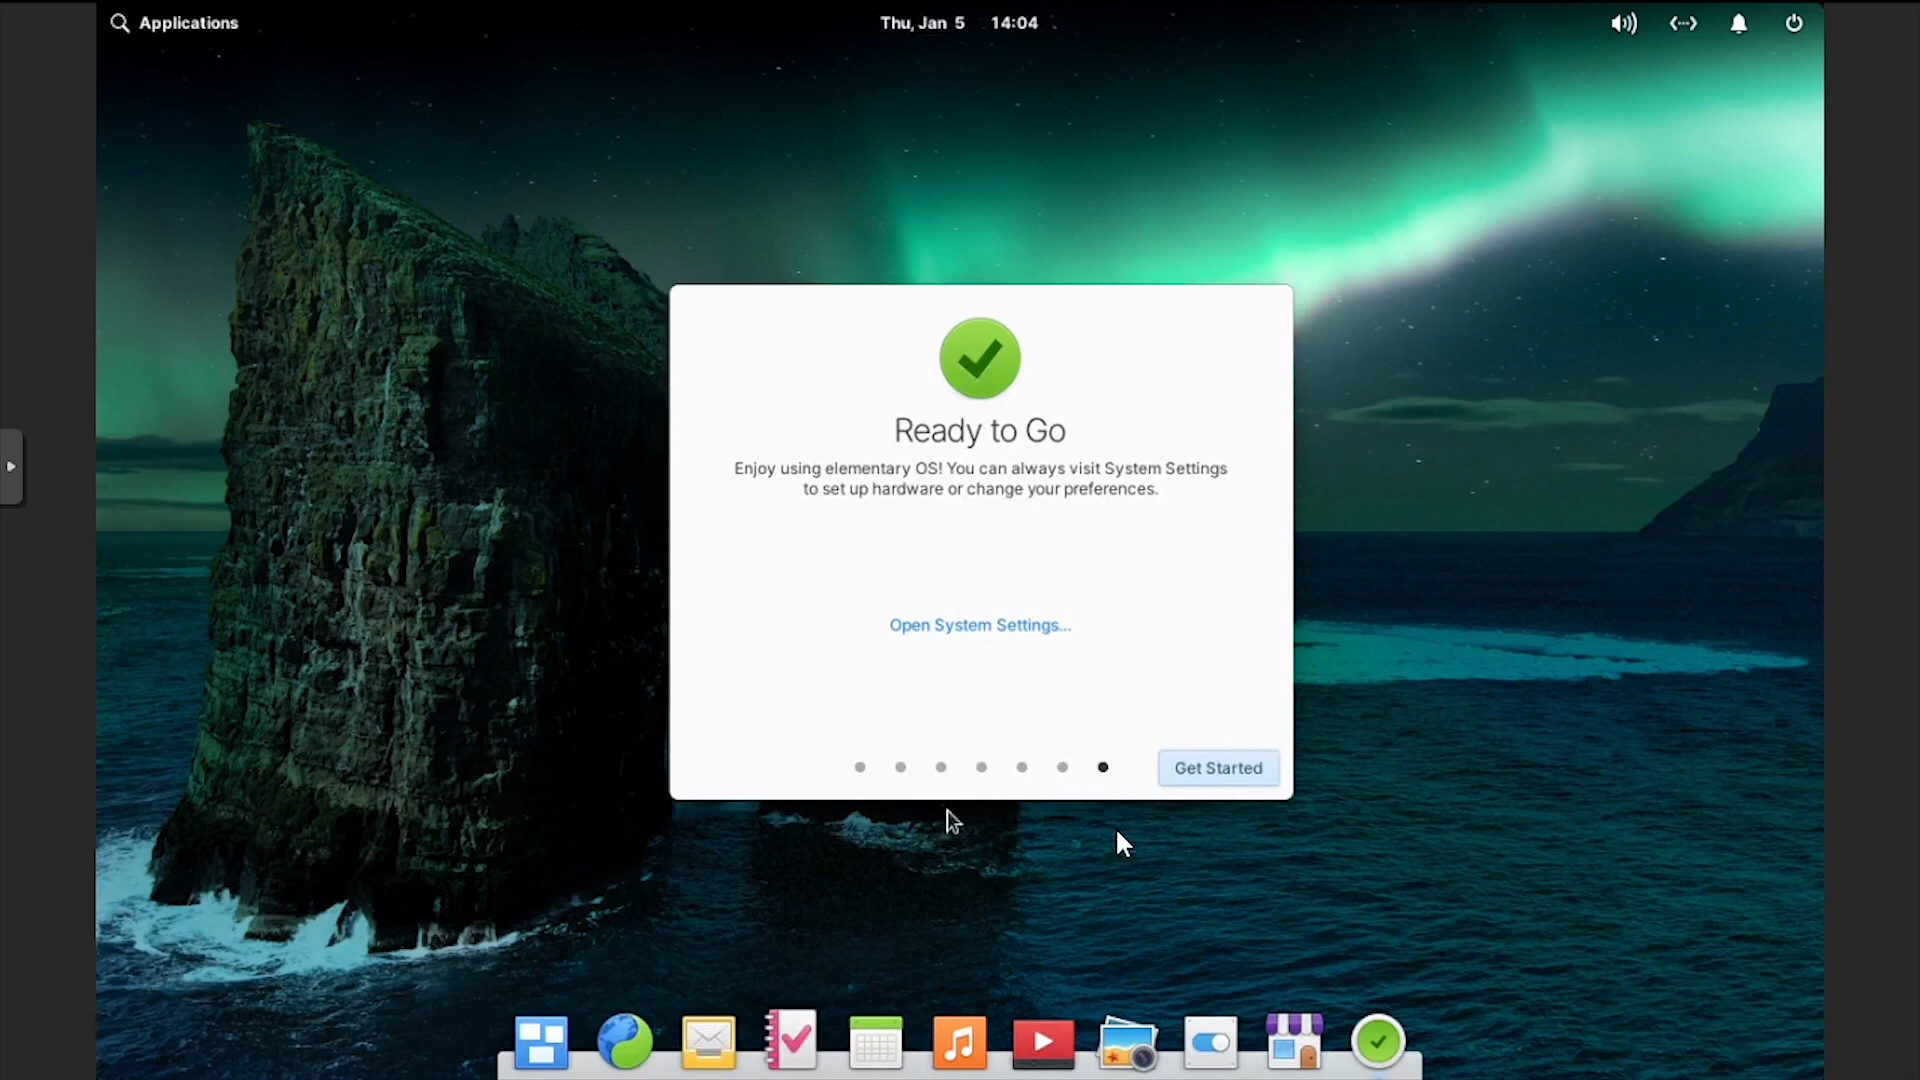 Applications
Thu, Jan 5 14:04
Ready to Go
Enjoy using elementary OS! You can always visit System Settings
to set up hardware or change your preferences.
Open System Settings...
Get Started